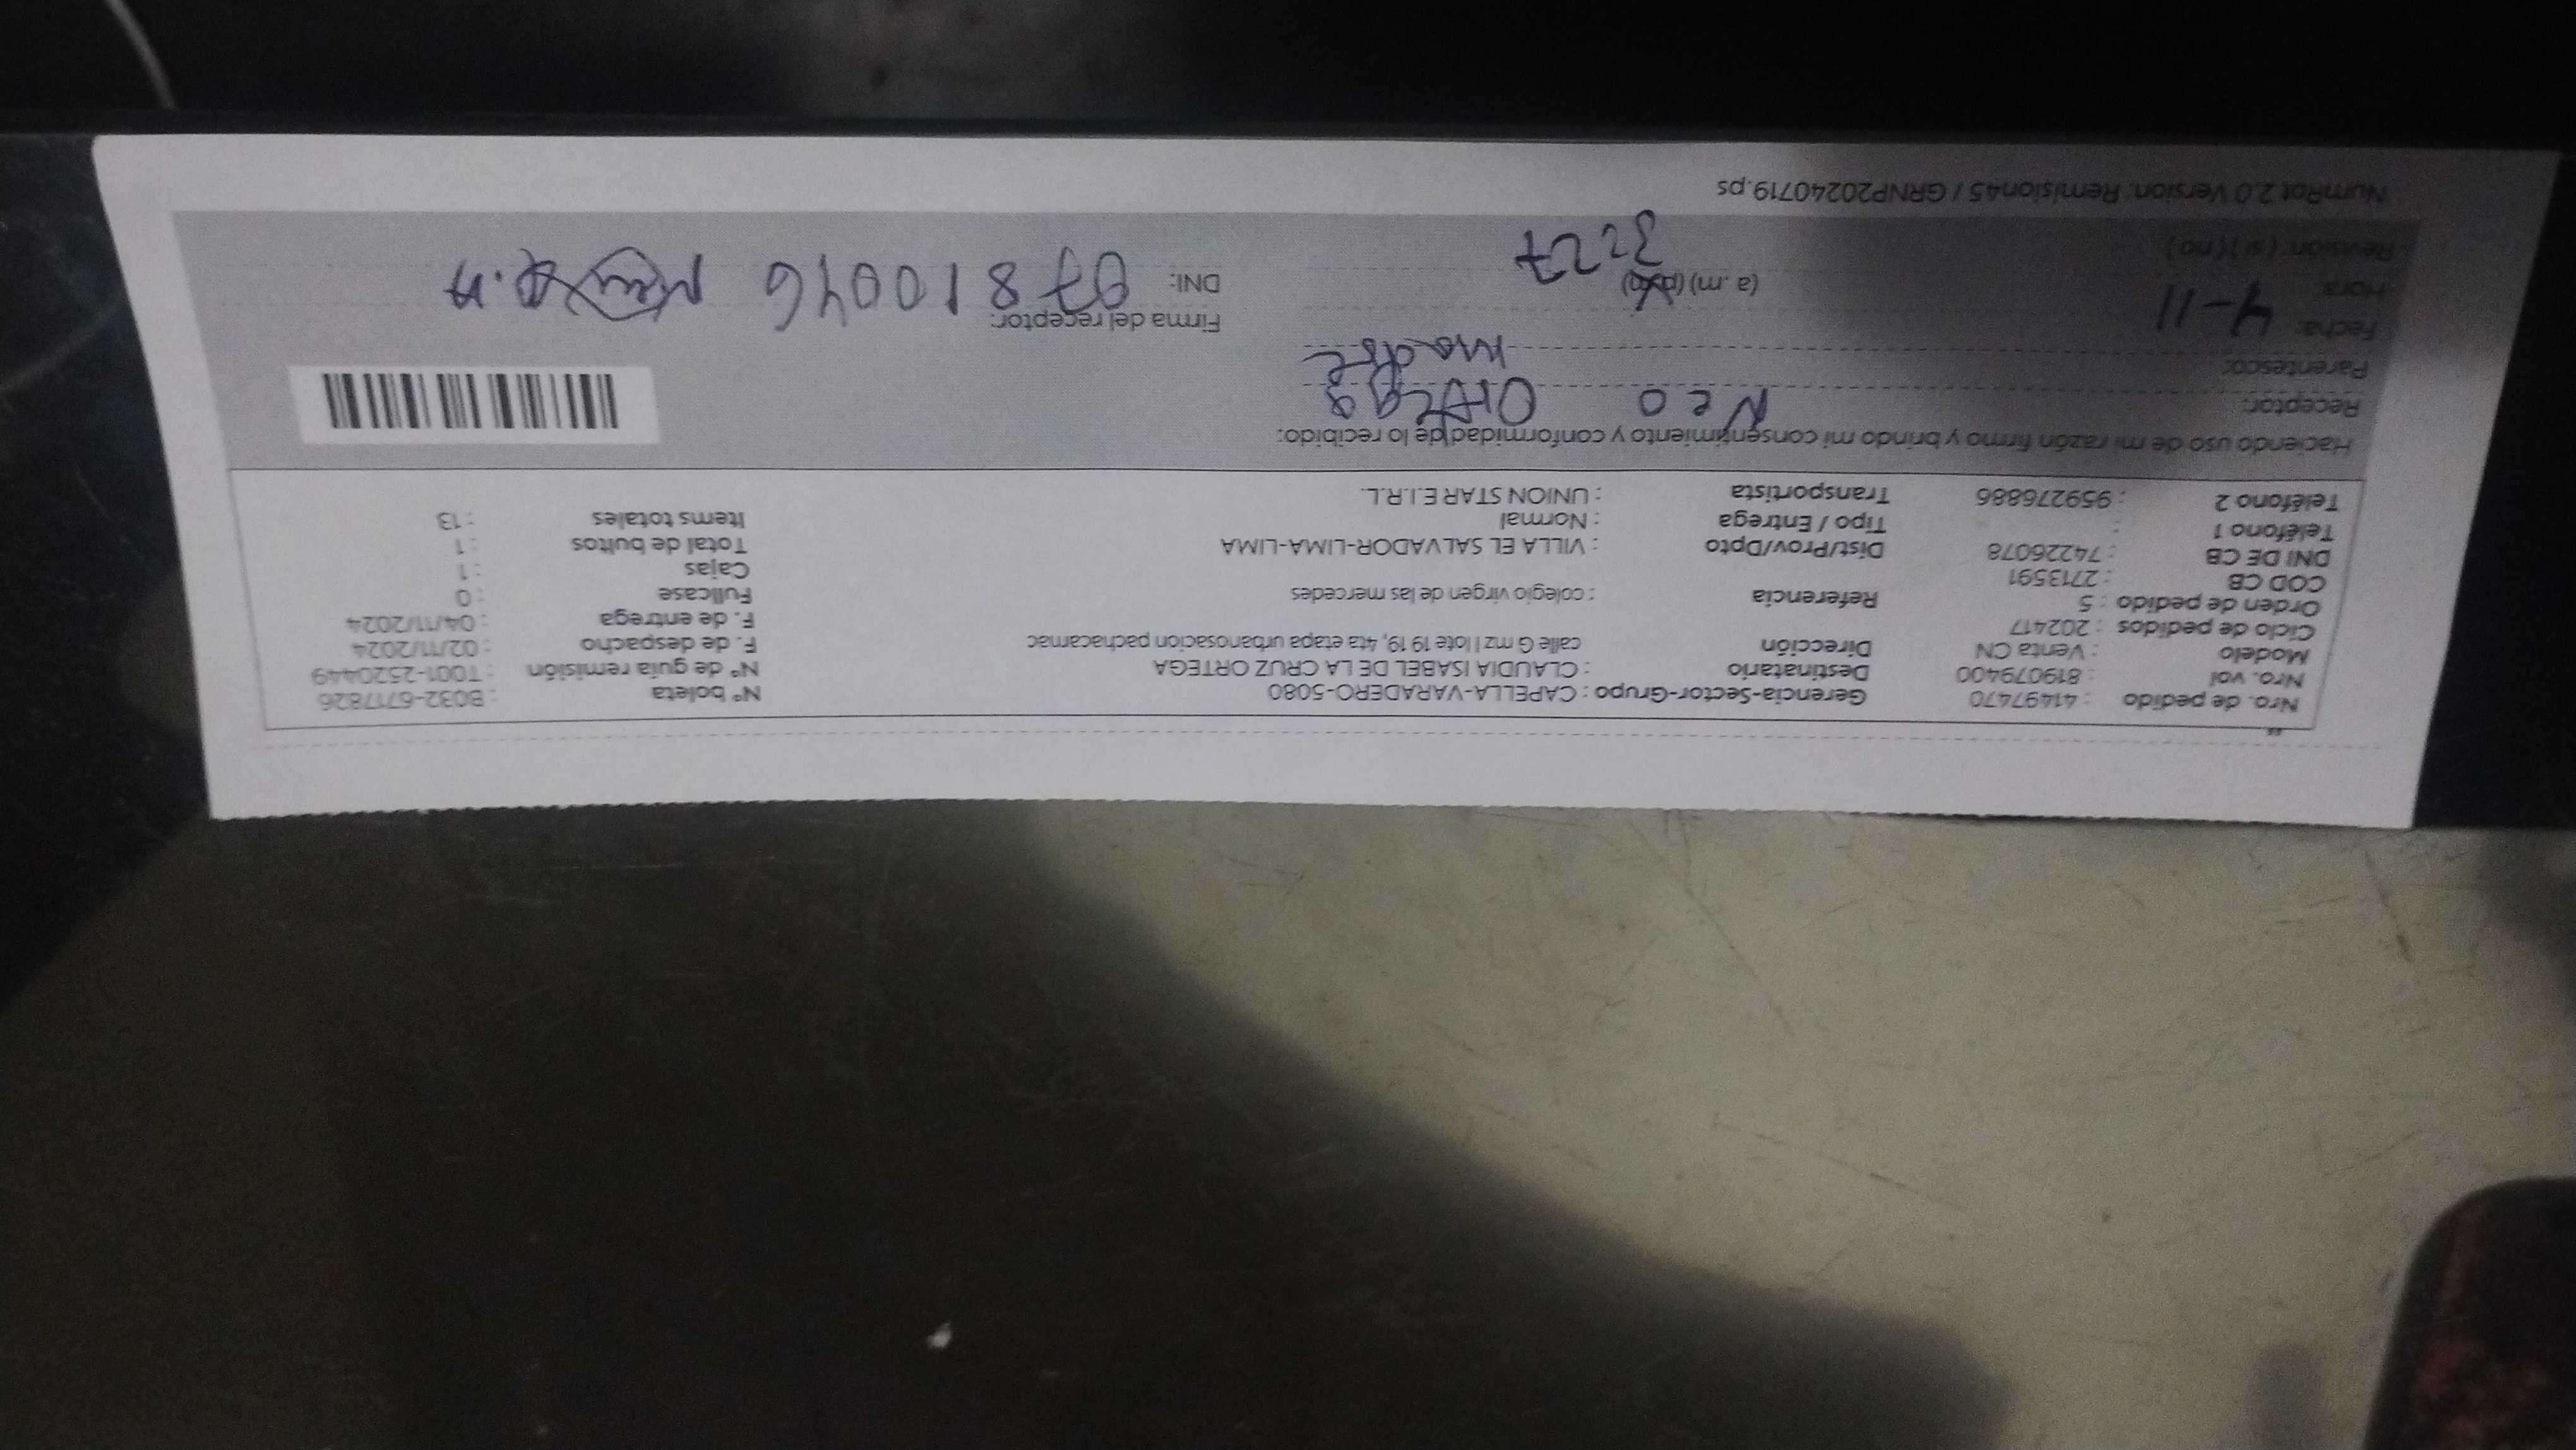 Nro. de pedido : 41497470 Gerencia-Sector-Grupo : CAPELLA-VARADERO-5080 N° boleta : B032-6717826
Nro. vol : 819079400 Destinatario : CLAUDIA ISABEL DE LA CRUZ ORTEGA N° de guía remisión : T001-2520449
Modelo : Venta CN Dirección calle G mz I lote 19 19, 4ta etapa urbanosacion pachacamac F. de despacho : 02/11/2024
Ciclo de pedidos : 202417 F. de entrega : 04/11/2024
Orden de pedido : 5 Referencia : colegio virgen de las mercedes Fullcase : 0
COD CB : 2713591 Cajas : 1
DNI DE CB : 74226078 Dist/Prov/Dpto : VILLA EL SALVADOR-LIMA-LIMA Total de bultos : 1
Teléfono 1 : Tipo / Entrega : Normal Items totales : 13
Teléfono 2 : 959276886 Transportista : UNION STAR E.I.R.L.
Haciendo uso de mi razón firmo y brindo mi consentimiento y conformidad de lo recibido:
Receptor: Neo Ortega
Parentesco: madre
Fecha: 4-11 Firma del receptor:
Hora: (a.m) (p.m) 3:27 DNI: 07810046
Revisión: (si) (no)
NumRot 2.0 Version. Remision45 / GRNP20240719.ps